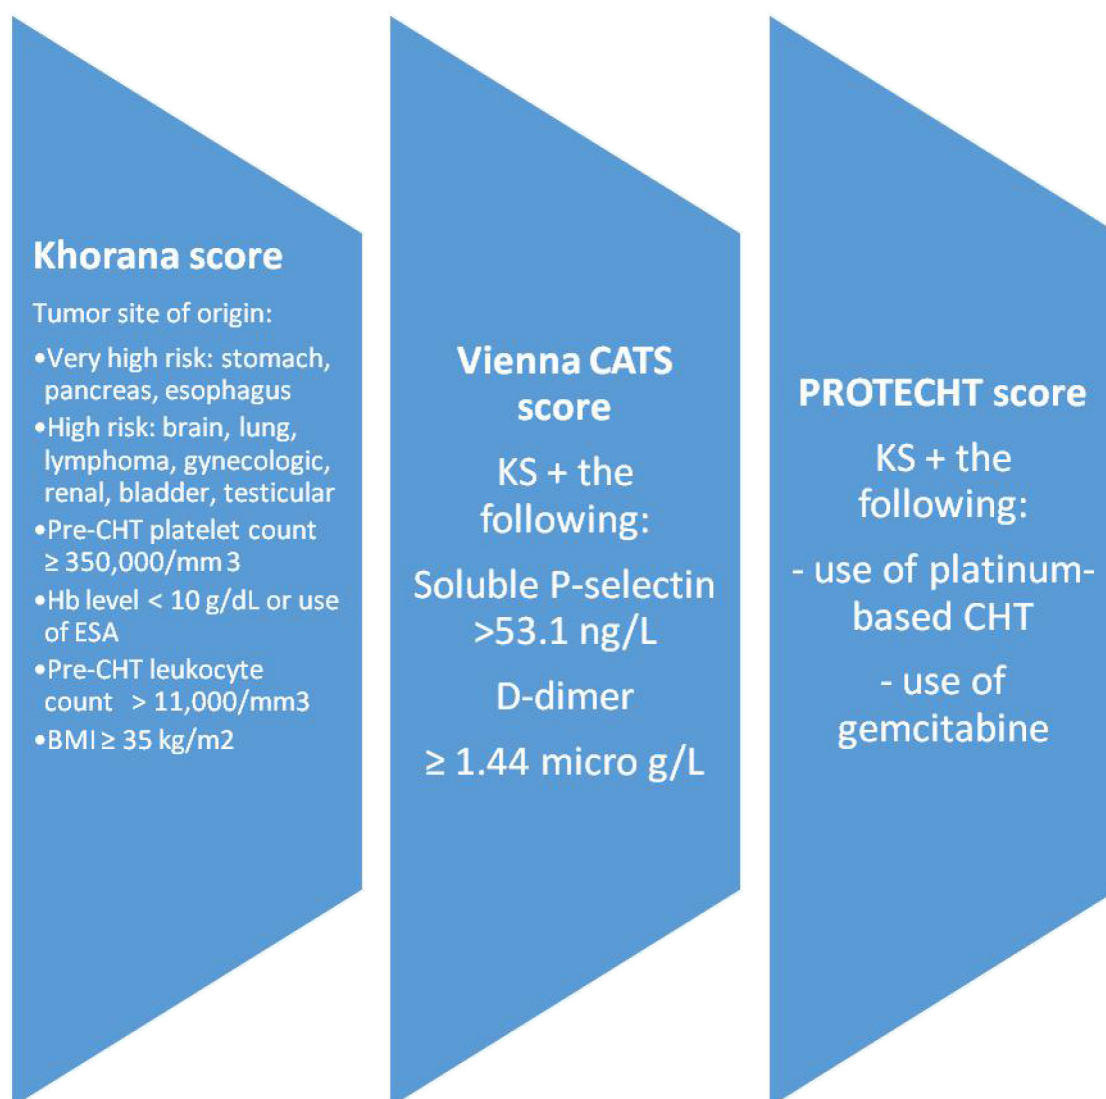 Khorana score
Tumor site of origin:
•Very high risk: stomach,
pancreas, esophagus
•High risk: brain, lung,
lymphoma, gynecologic,
renal, bladder, testicular
•Pre-CHT platelet count
≥ 350,000/mm 3
•Hb level < 10 g/dL or use
of ESA
•Pre-CHT leukocyte
count > 11,000/mm3
•BMI ≥ 35 kg/m2
Vienna CATS
score
KS + the
following:
Soluble P-selectin
>53.1 ng/L
D-dimer
≥ 1.44 micro g/L
PROTECHT score
KS + the
following:
- use of platinum-
based CHT
- use of
gemcitabine